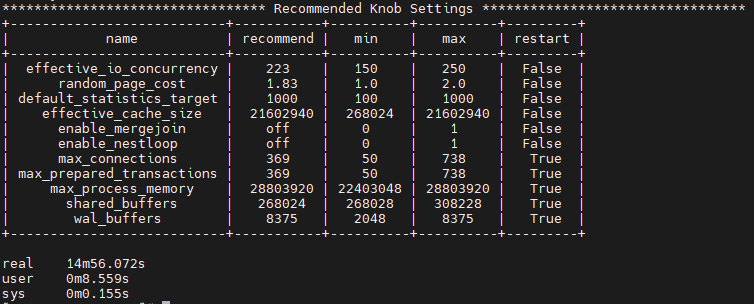 ********************************* Recommended Knob Settings *********************************
+---------------------------+-----------+----------+----------+---------+
|            name           | recommend |   min    |   max    | restart |
+---------------------------+-----------+----------+----------+---------+
|  effective_io_concurrency |    223    |   150    |   250    |  False  |
|      random_page_cost     |    1.83   |   1.0    |   2.0    |  False  |
| default_statistics_target |    1000   |   100    |   1000   |  False  |
|    effective_cache_size   |  21602940 |  268024  | 21602940 |  False  |
|      enable_mergejoin     |    off    |    0     |    1     |  False  |
|      enable_nestloop      |    off    |    0     |    1     |  False  |
|      max_connections      |    369    |    50    |   738    |   True  |
| max_prepared_transactions |    369    |    50    |   738    |   True  |
|     max_process_memory    |  28803920 | 22403048 | 28803920 |   True  |
|       shared_buffers      |   268024  |  268028  |  308228  |   True  |
|        wal_buffers        |    8375   |   2048   |   8375   |   True  |
+---------------------------+-----------+----------+----------+---------+
real    14m56.072s
user    0m8.559s
sys     0m0.155s